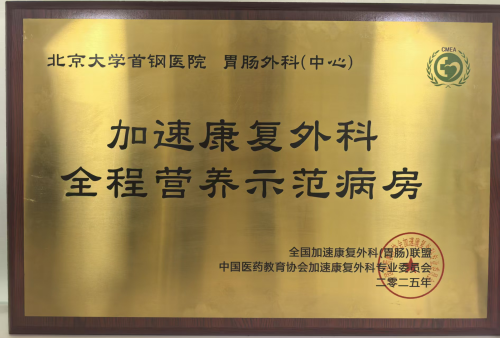 北京大学首钢医院 胃肠外科(中心)
CMEA
加速康复外科
全程营养示范病房
全国加速康复外科(胃肠)联盟
中国医药教育协会加速康复外科专业委员会
二零二五年